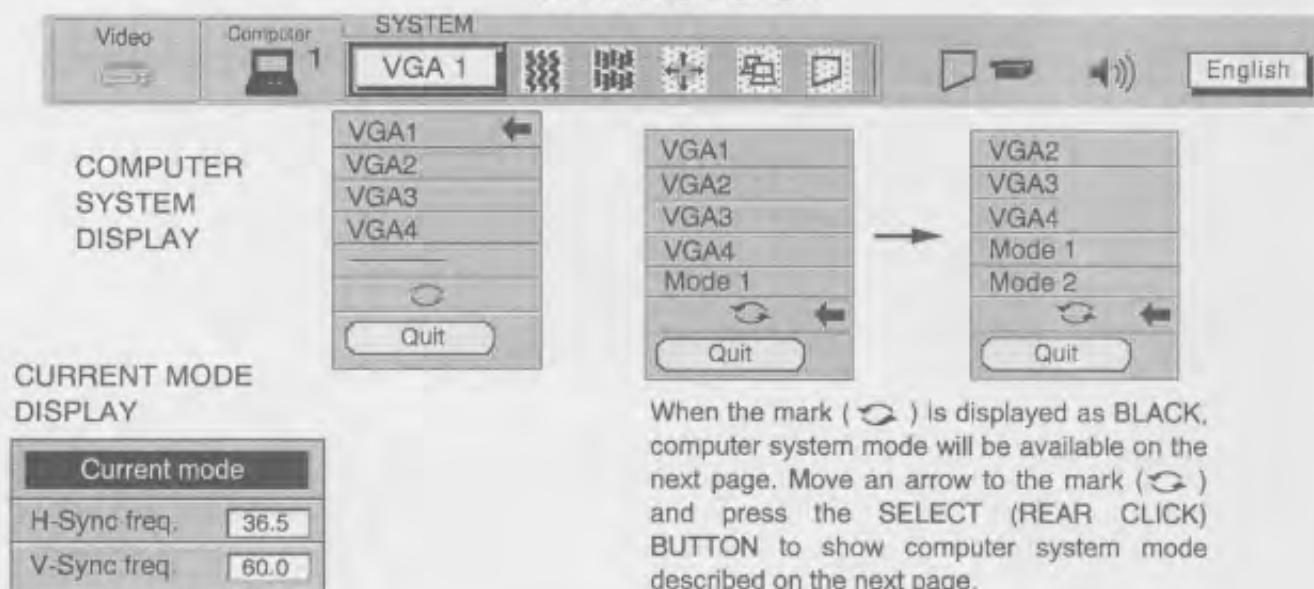 Video
Computer
1
SYSTEM
VGA 1
English
COMPUTER
SYSTEM
DISPLAY
VGA1
VGA2
VGA3
VGA4
Quit
VGA1
VGA2
VGA3
VGA4
Mode 1
Quit
VGA2
VGA3
VGA4
Mode 1
Mode 2
Quit
CURRENT MODE
DISPLAY
Current mode
H-Sync freq. 36.5
V-Sync freq. 60.0
When the mark ( ) is displayed as BLACK,
computer system mode will be available on the
next page. Move an arrow to the mark ( )
and press the SELECT (REAR CLICK)
BUTTON to show computer system mode
described on the next page.